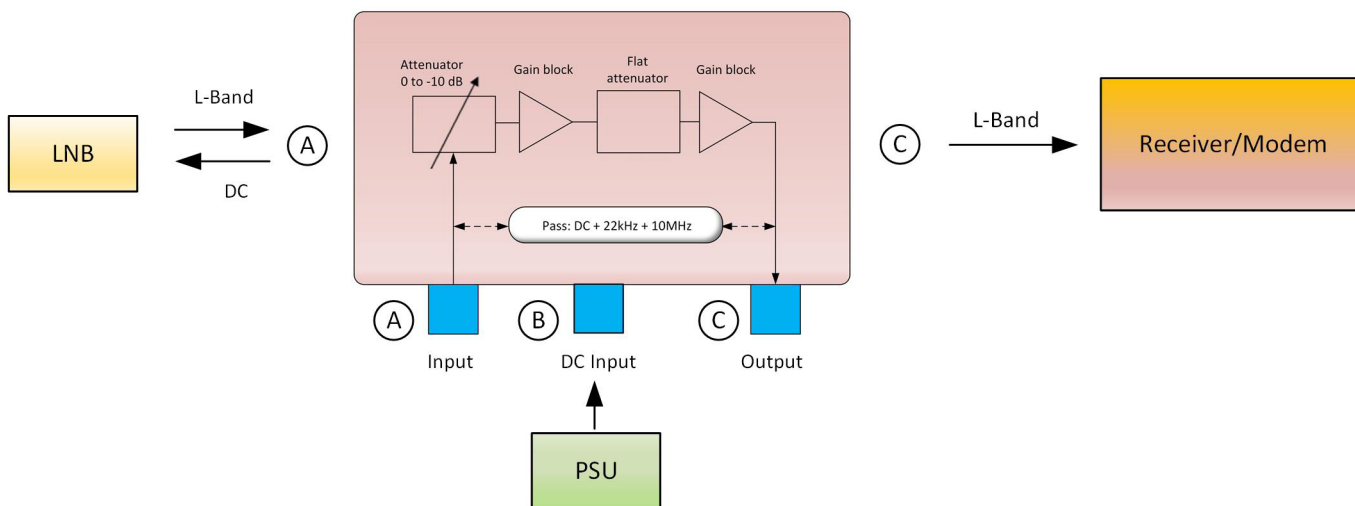 Attenuator
0 to -10 dB
Gain block
Flat
attenuator
Gain block
L-Band
LNB
DC
A
C
L-Band
Receiver/Modem
Pass: DC + 22kHz + 10MHz
A
B
C
Input
DC Input
Output
PSU